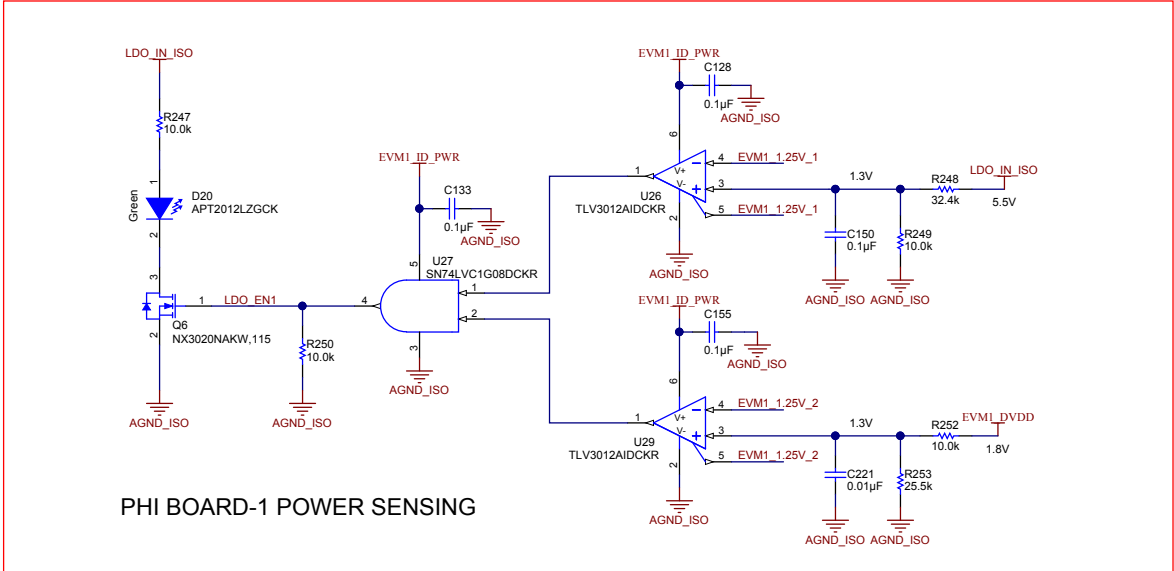 LDO_IN_ISO
R247
10.0k
1
Green
D20
APT2012LZGCK
2
3
1
LDO_EN1
Q6
NX3020NAKW,115
2
AGND_ISO
R250
10.0k
AGND_ISO
EVM1_ID_PWR
C133
0.1µF
AGND_ISO
5
U27
SN74LVC1G08DCKR
4
1
2
3
AGND_ISO
EVM1_ID_PWR
C128
0.1µF
AGND_ISO
6
1
V+
V-
4
EVM1_1.25V_1
3
5
EVM1_1.25V_1
U26
TLV3012AIDCKR
2
AGND_ISO
1.3V
LDO_IN_ISO
R248
32.4k
5.5V
C150
0.1µF
R249
10.0k
AGND_ISO
AGND_ISO
EVM1_ID_PWR
C155
0.1µF
AGND_ISO
6
1
V+
V-
4
EVM1_1.25V_2
3
5
EVM1_1.25V_2
U29
TLV3012AIDCKR
2
AGND_ISO
1.3V
EVM1_DVDD
R252
10.0k
1.8V
C221
0.01µF
R253
25.5k
AGND_ISO
AGND_ISO
PHI BOARD-1 POWER SENSING